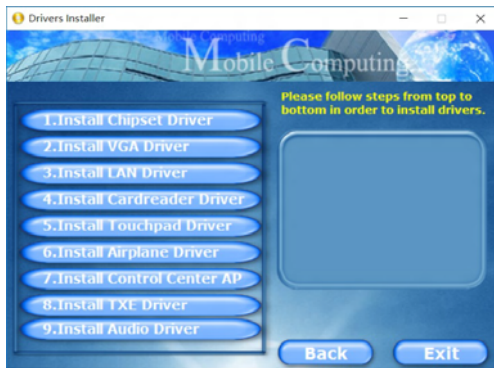 Drivers Installer
Mobile Computing
Mobile Computing
Please follow steps from top to
bottom in order to install drivers.
1.Install Chipset Driver
2.Install VGA Driver
3.Install LAN Driver
4.Install Cardreader Driver
5.Install Touchpad Driver
6.Install Airplane Driver
7.Install Control Center AP
8.Install TXE Driver
9.Install Audio Driver
Back
Exit